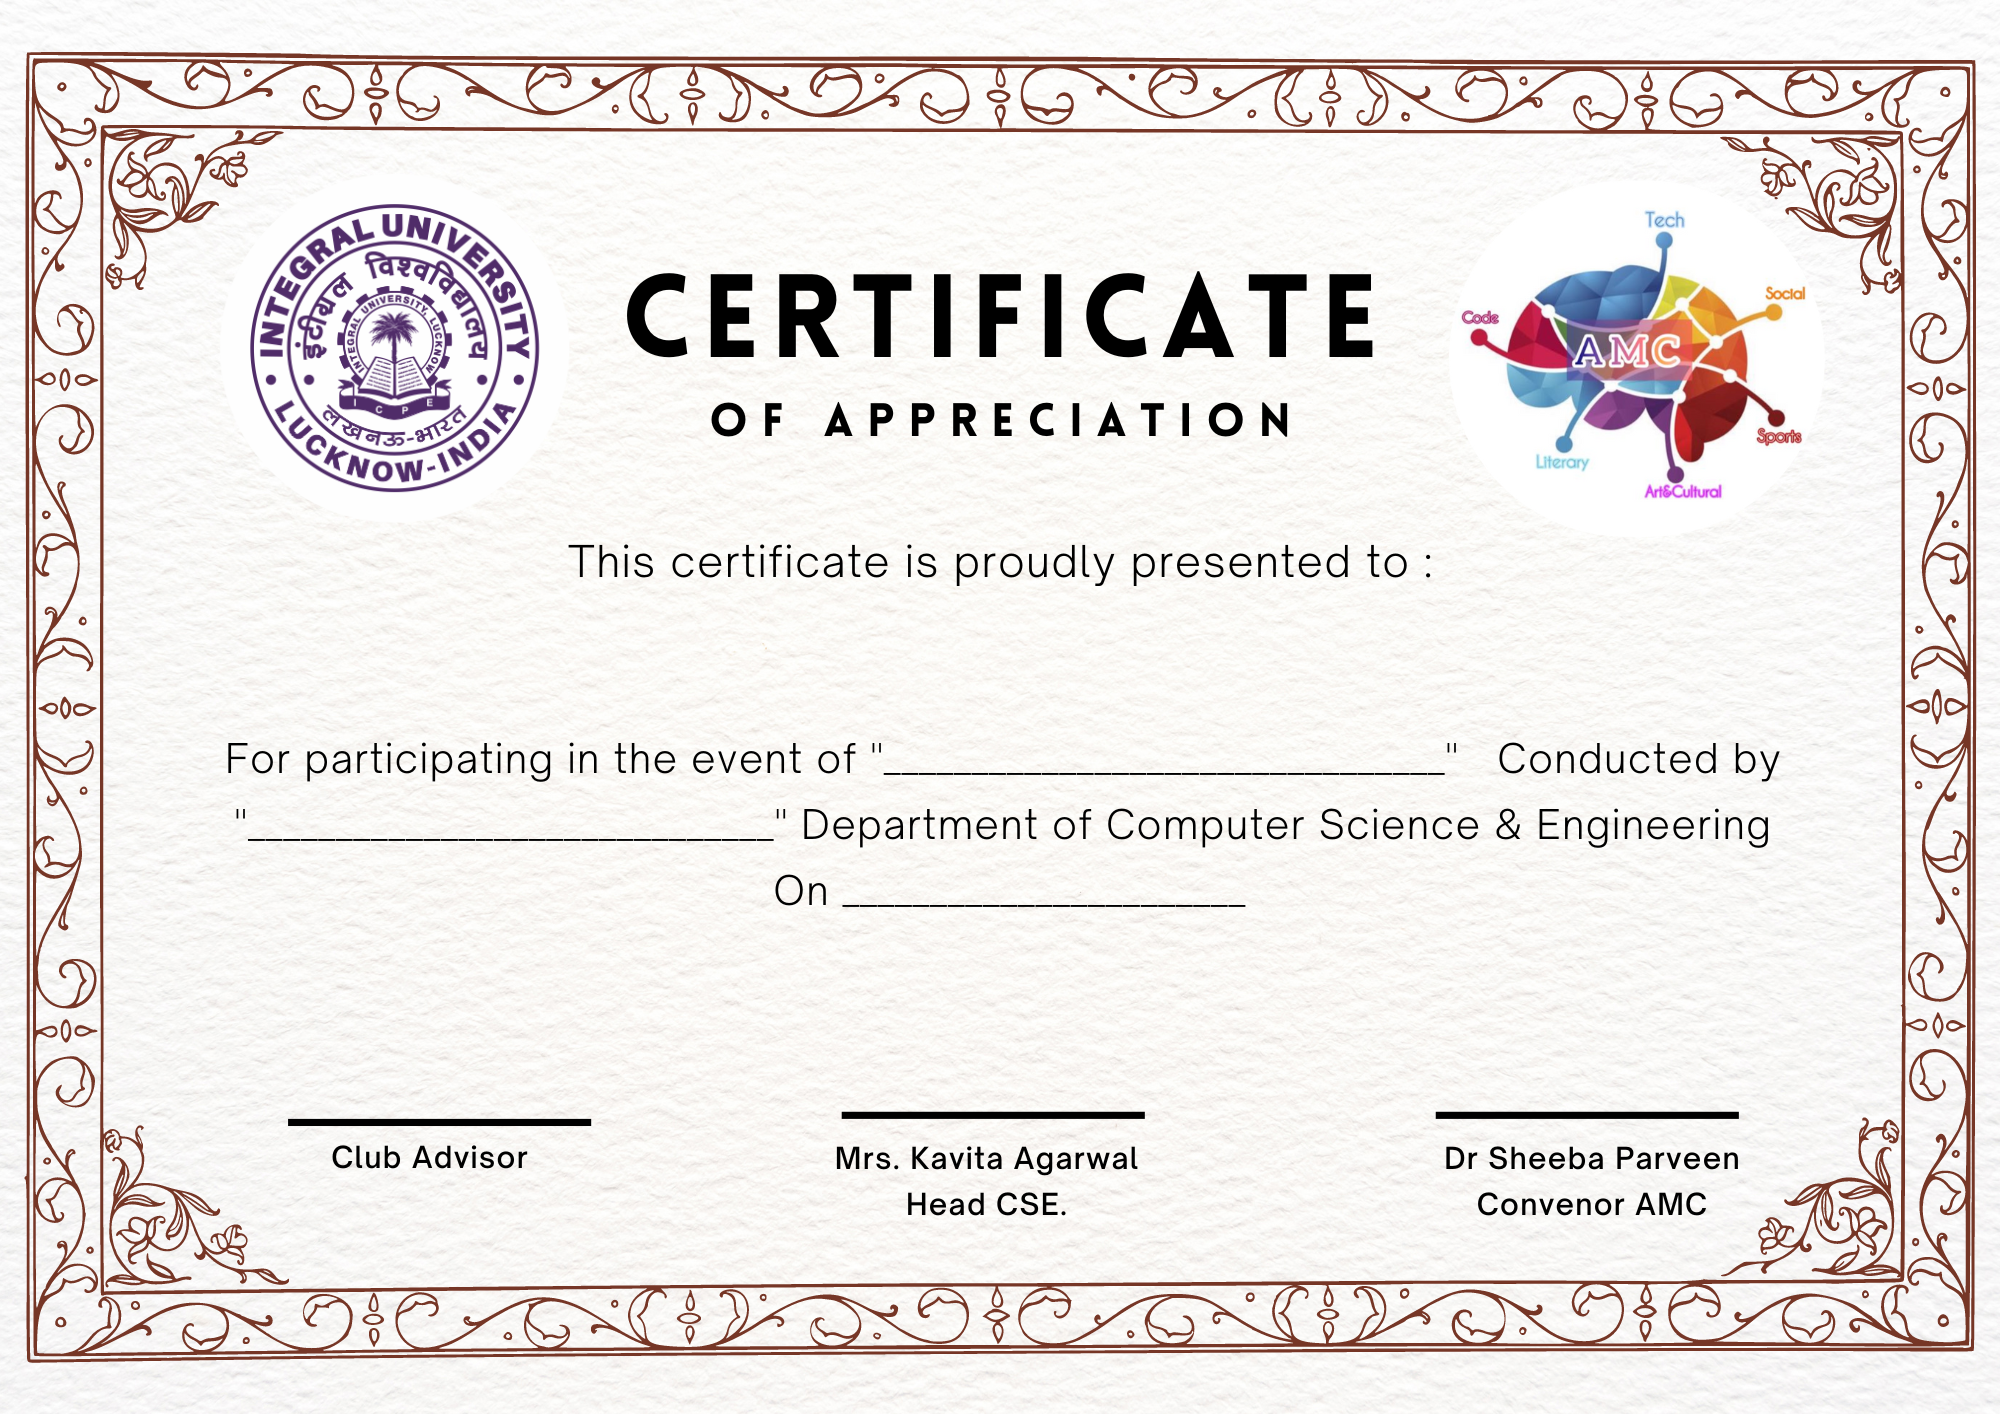 INTEGRAL UNIVERSITY
इंटीग्रल विश्वविद्यालय
INTEGRAL UNIVERSITY, LUCKNOW
I C P E
लखनऊ-भारत
LUCKNOW-INDIA
CERTIFICATE
OF APPRECIATION
Tech
Social
Code
AMC
Sports
Literary
Art&Cultural
This certificate is proudly presented to :
For participating in the event of "________________________________" Conducted by
"______________________________" Department of Computer Science & Engineering
On _______________________
Club Advisor
Mrs. Kavita Agarwal
Head CSE.
Dr Sheeba Parveen
Convenor AMC